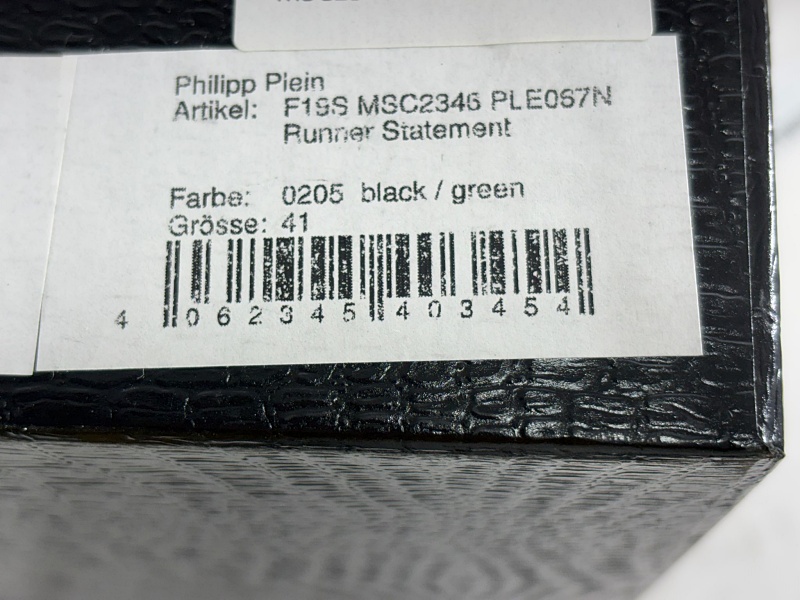 Philipp Plein
Artikel: F19S MSC2346 PLE067N
Runner Statement
Farbe: 0205 black / green
Grösse: 41
4 062345 403454